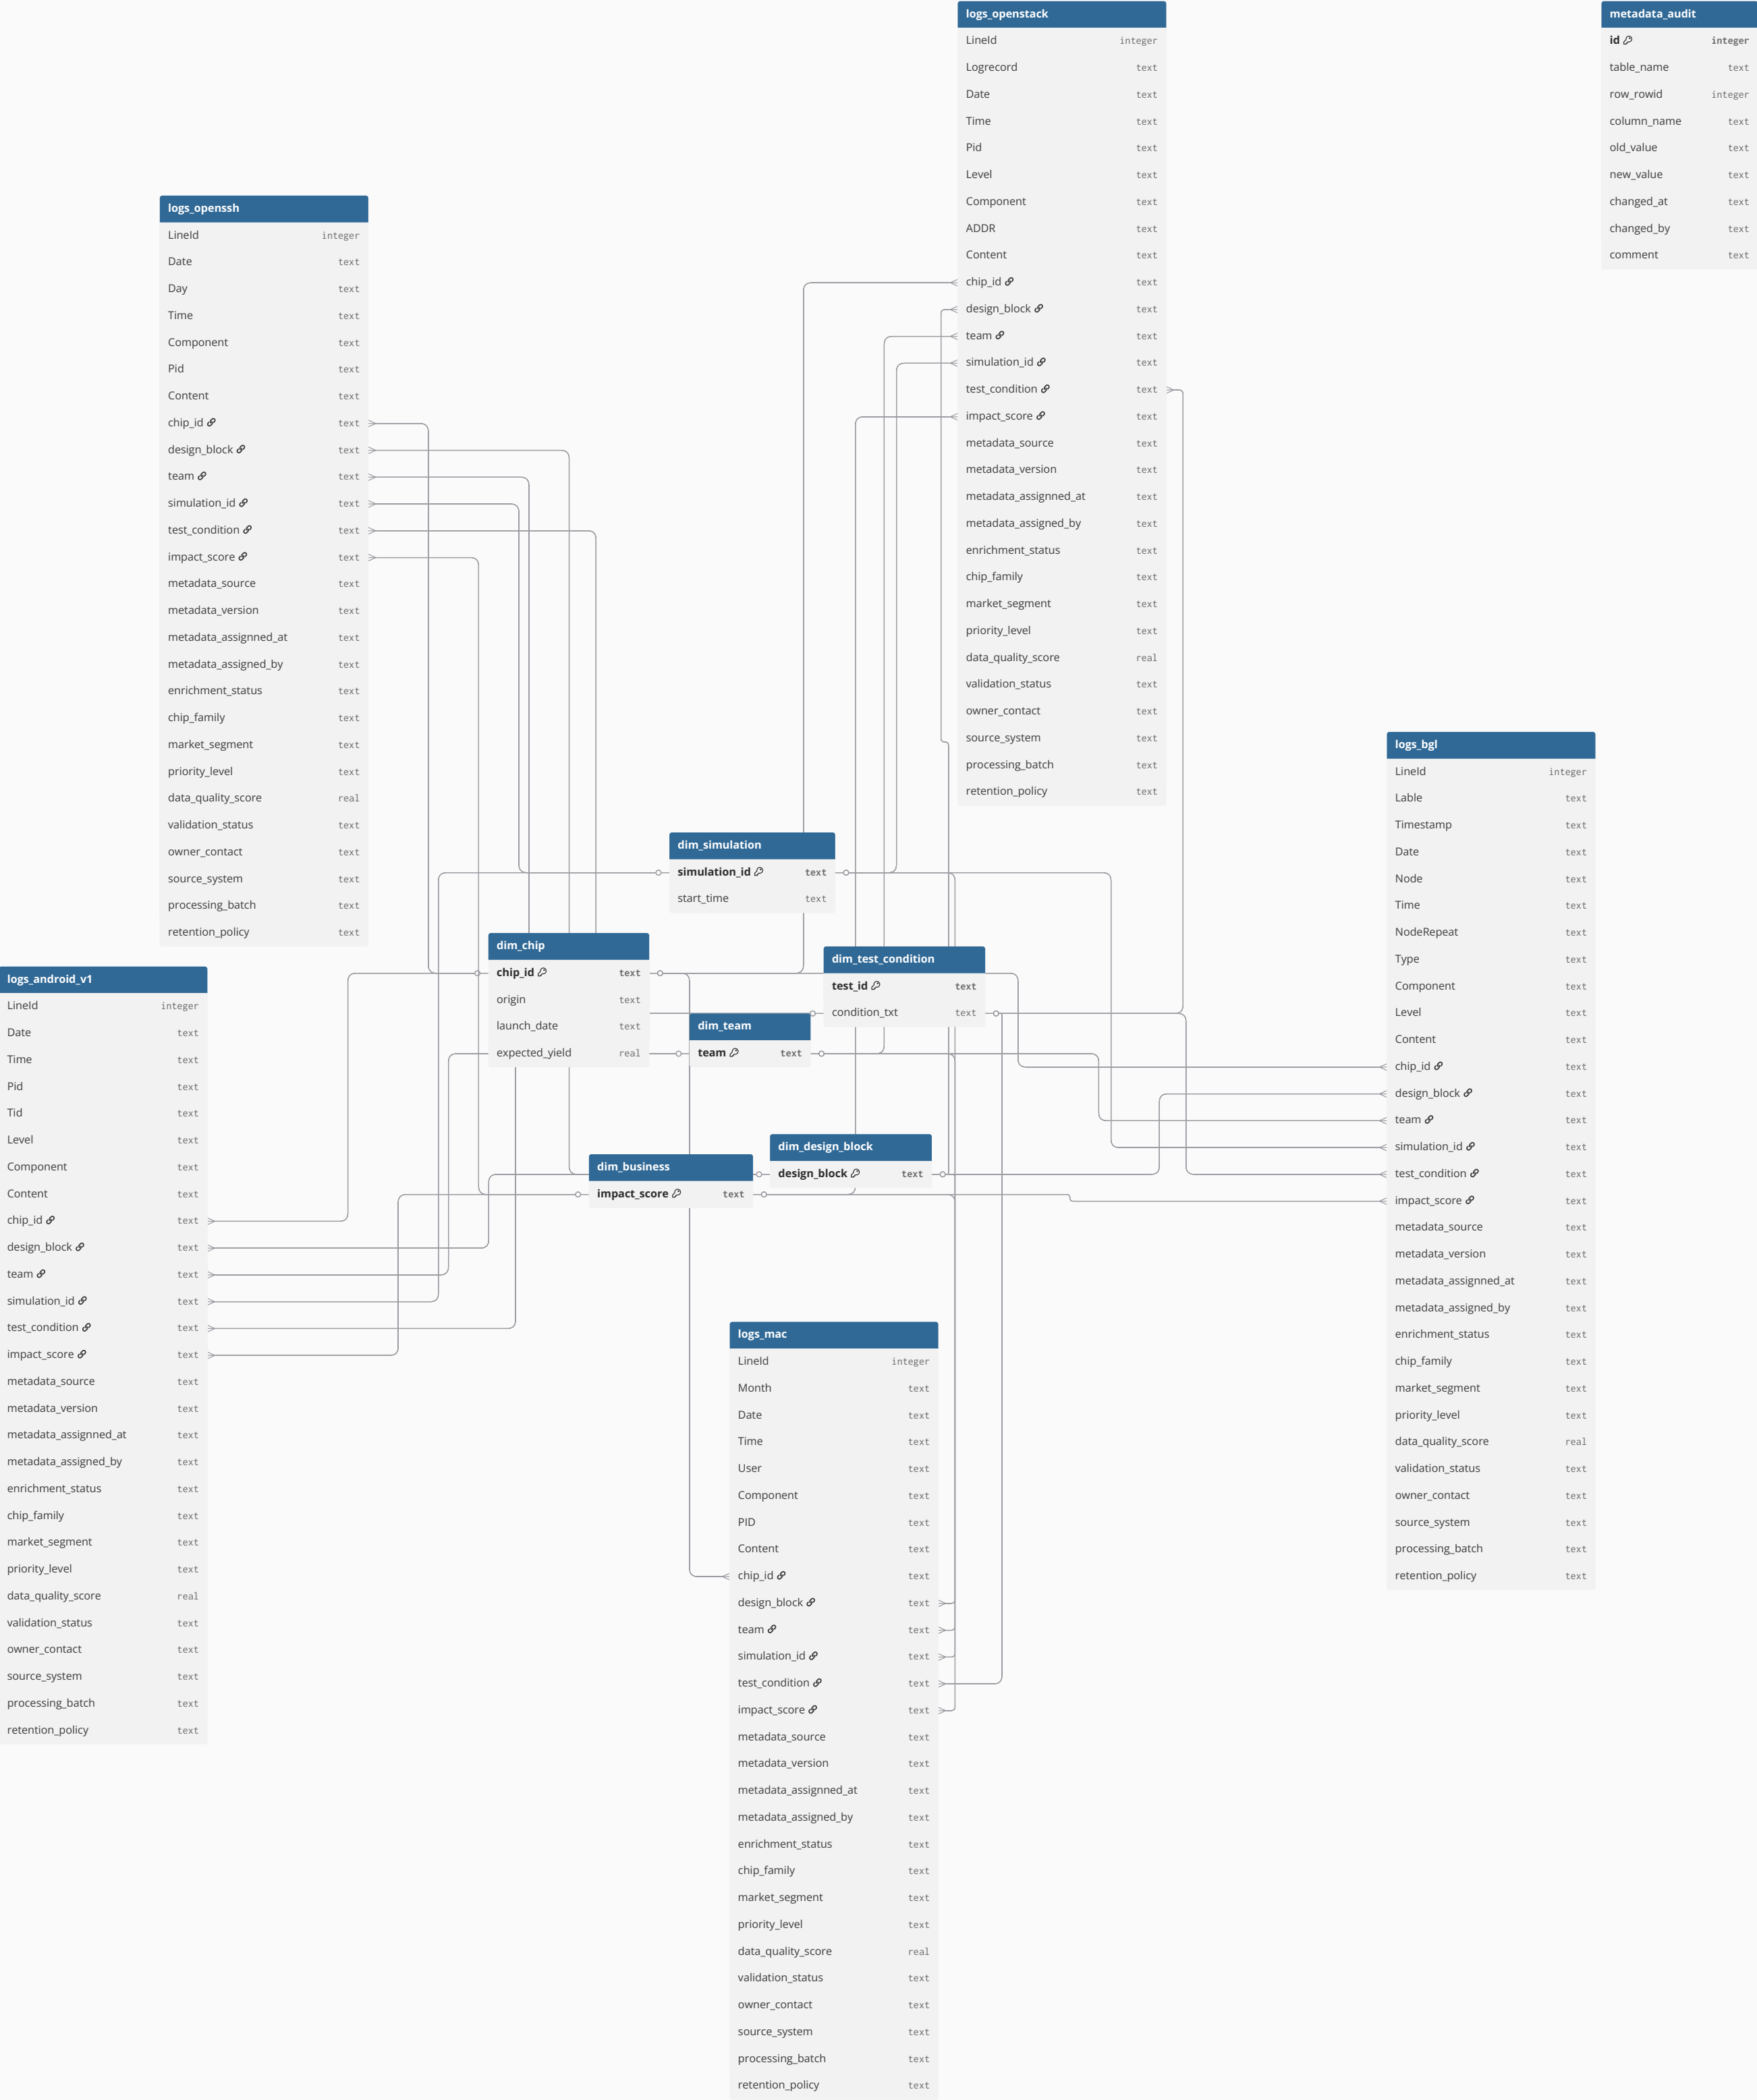 logs_openstack
LineId integer
Logrecord text
Date text
Time text
Pid text
Level text
Component text
ADDR text
Content text
chip_id text
design_block text
team text
simulation_id text
test_condition text
impact_score text
metadata_source text
metadata_version text
metadata_assignned_at text
metadata_assigned_by text
enrichment_status text
chip_family text
market_segment text
priority_level text
data_quality_score real
validation_status text
owner_contact text
source_system text
processing_batch text
retention_policy text
metadata_audit
id integer
table_name text
row_rowid integer
column_name text
old_value text
new_value text
changed_at text
changed_by text
comment text
logs_openssh
LineId integer
Date text
Day text
Time text
Component text
Pid text
Content text
chip_id text
design_block text
team text
simulation_id text
test_condition text
impact_score text
metadata_source text
metadata_version text
metadata_assignned_at text
metadata_assigned_by text
enrichment_status text
chip_family text
market_segment text
priority_level text
data_quality_score real
validation_status text
owner_contact text
source_system text
processing_batch text
retention_policy text
logs_bgl
LineId integer
Lable text
Timestamp text
Date text
Node text
Time text
NodeRepeat text
Type text
Component text
Level text
Content text
chip_id text
design_block text
team text
simulation_id text
test_condition text
impact_score text
metadata_source text
metadata_version text
metadata_assignned_at text
metadata_assigned_by text
enrichment_status text
chip_family text
market_segment text
priority_level text
data_quality_score real
validation_status text
owner_contact text
source_system text
processing_batch text
retention_policy text
dim_simulation
simulation_id text
start_time text
dim_chip
chip_id text
origin text
launch_date text
expected_yield real
dim_test_condition
test_id text
condition_txt text
dim_team
team text
dim_design_block
design_block text
dim_business
impact_score text
logs_android_v1
LineId integer
Date text
Time text
Pid text
Tid text
Level text
Component text
Content text
chip_id text
design_block text
team text
simulation_id text
test_condition text
impact_score text
metadata_source text
metadata_version text
metadata_assignned_at text
metadata_assigned_by text
enrichment_status text
chip_family text
market_segment text
priority_level text
data_quality_score real
validation_status text
owner_contact text
source_system text
processing_batch text
retention_policy text
logs_mac
LineId integer
Month text
Date text
Time text
User text
Component text
PID text
Content text
chip_id text
design_block text
team text
simulation_id text
test_condition text
impact_score text
metadata_source text
metadata_version text
metadata_assignned_at text
metadata_assigned_by text
enrichment_status text
chip_family text
market_segment text
priority_level text
data_quality_score real
validation_status text
owner_contact text
source_system text
processing_batch text
retention_policy text